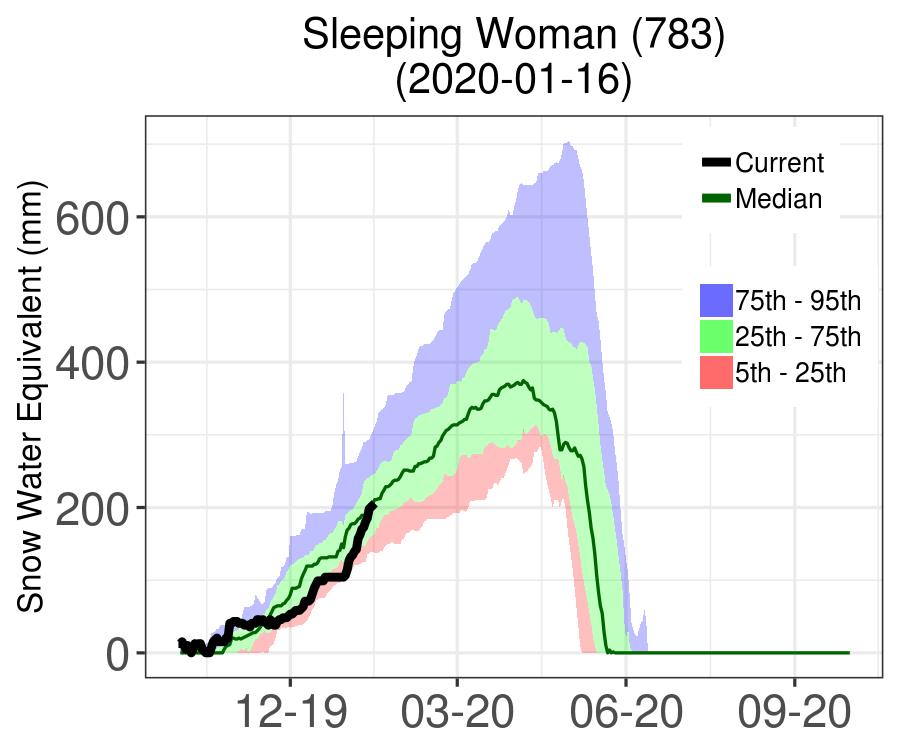 Sleeping Woman (783)
(2020-01-16)
Snow Water Equivalent (mm)
600
400
200
0
12-19
03-20
06-20
09-20
Current
Median
75th - 95th
25th - 75th
5th - 25th